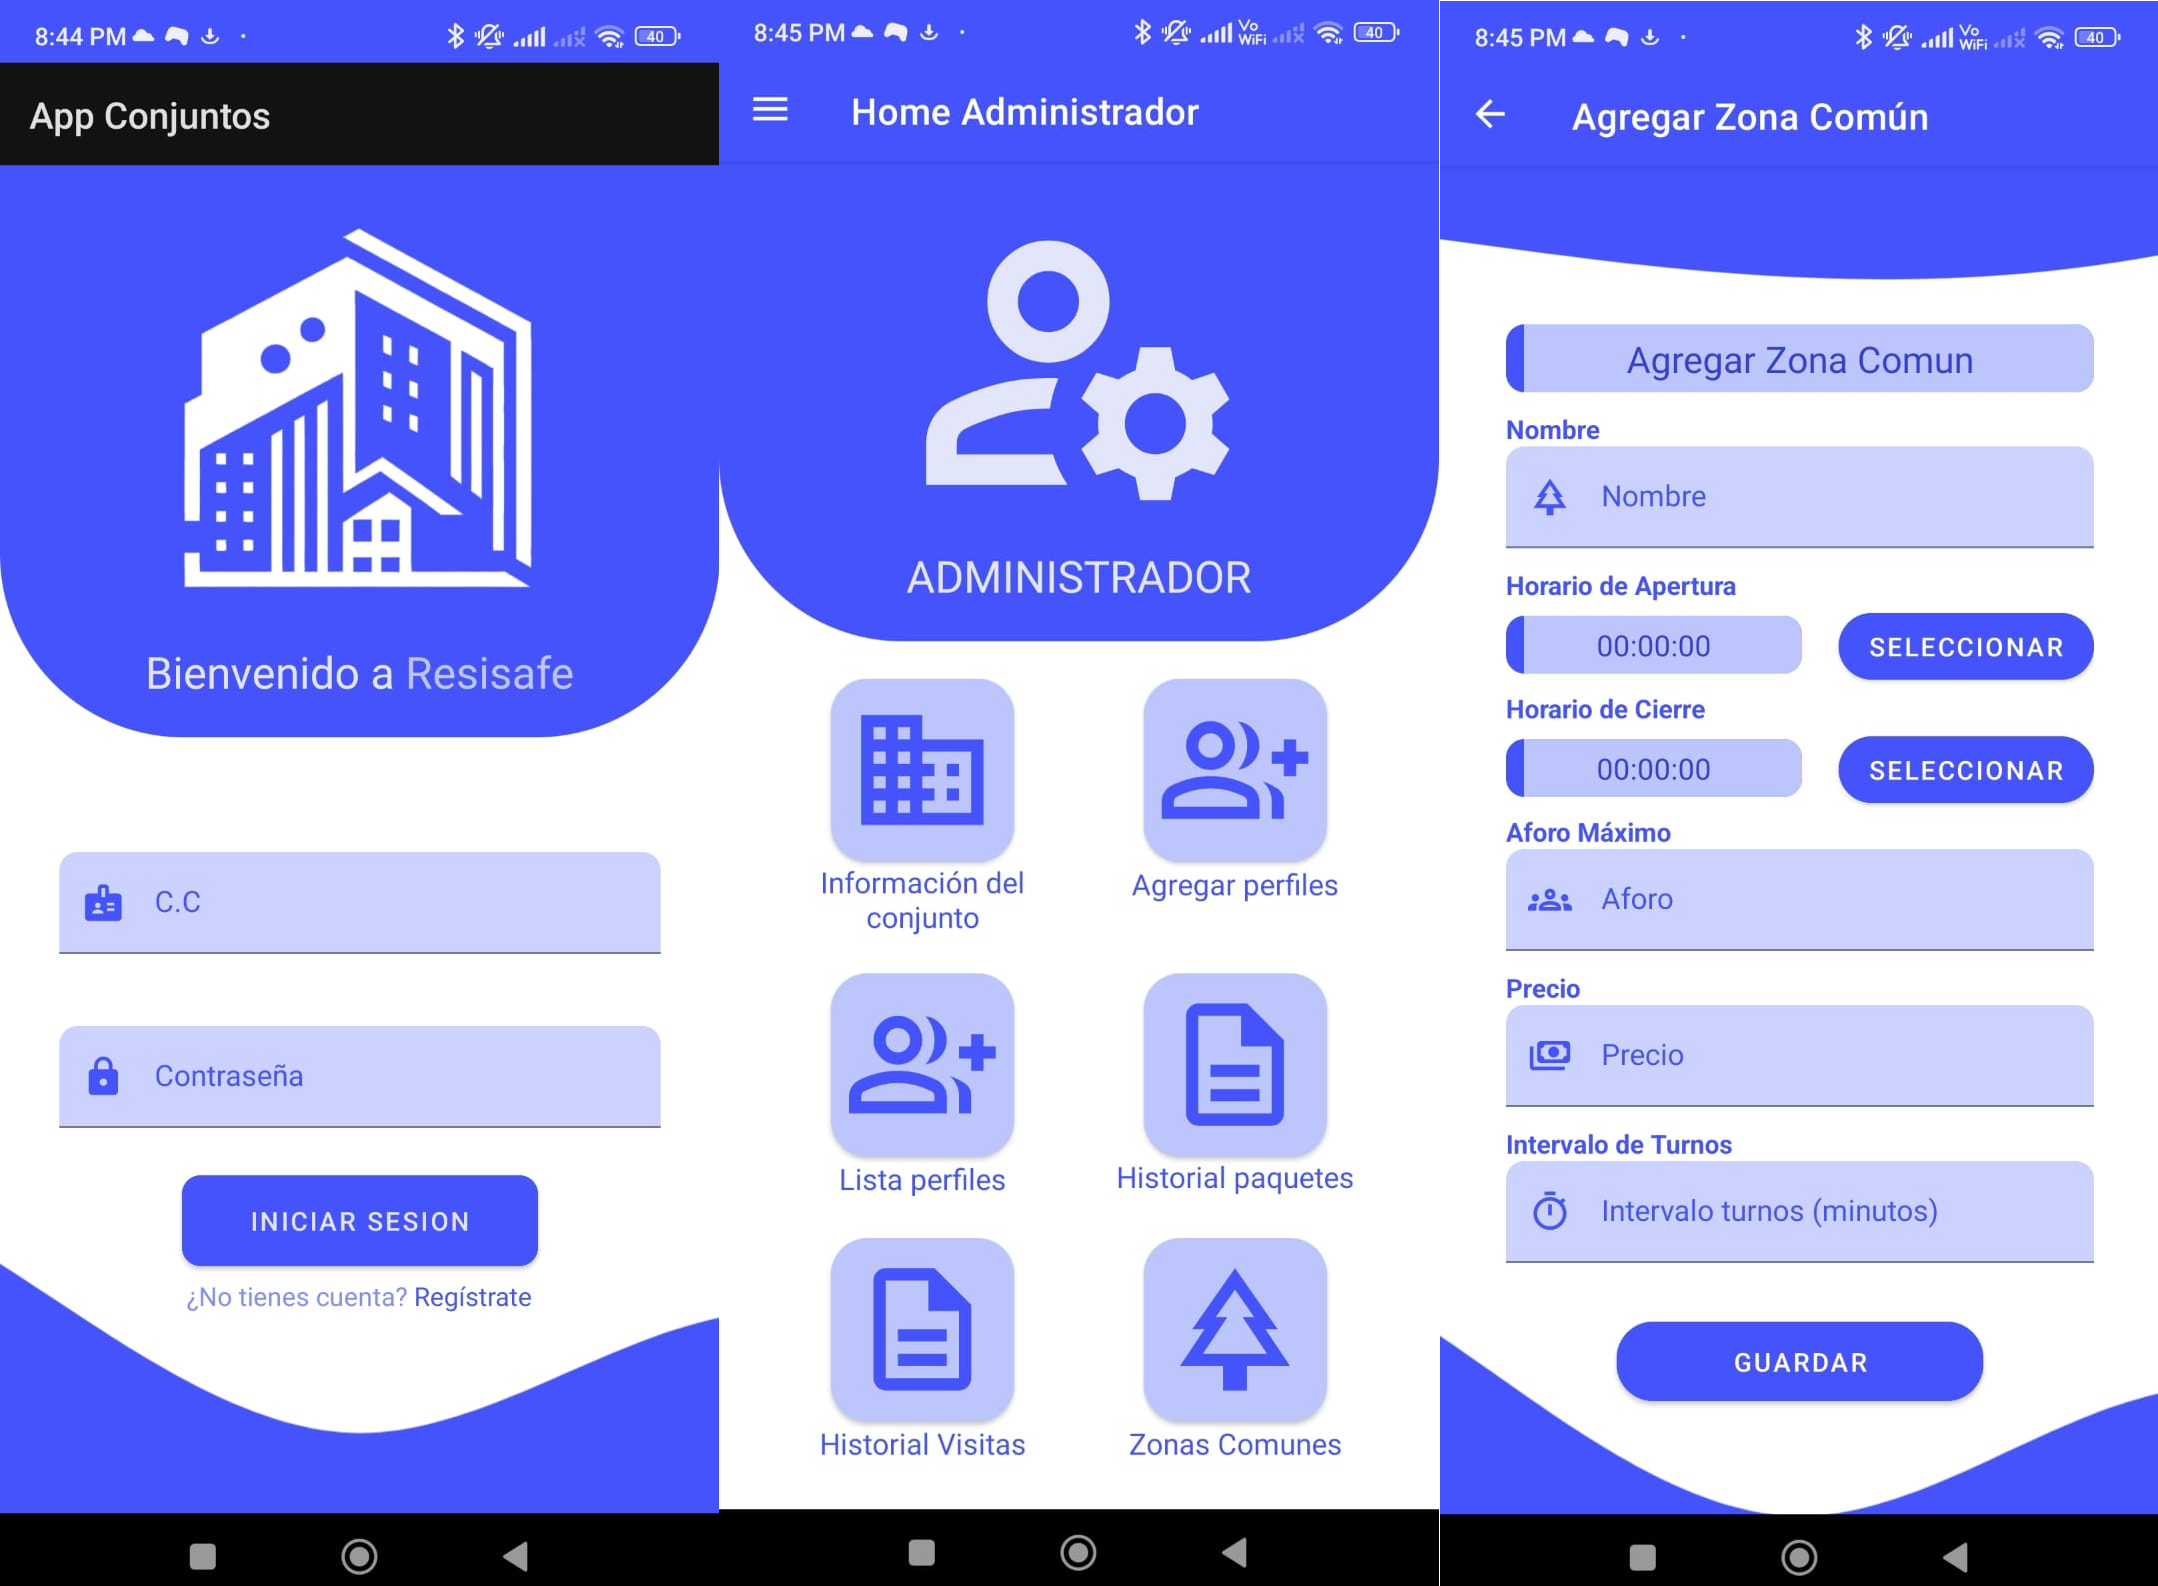 8:44 PM
40
App Conjuntos
Bienvenido a Resisafe
C.C
Contraseña
INICIAR SESION
¿No tienes cuenta? Regístrate
8:45 PM
Vo
WiFi
40
Home Administrador
ADMINISTRADOR
Información del
conjunto
Agregar perfiles
Lista perfiles
Historial paquetes
Historial Visitas
Zonas Comunes
8:45 PM
Vo
WiFi
40
Agregar Zona Común
Agregar Zona Comun
Nombre
Nombre
Horario de Apertura
00:00:00
SELECCIONAR
Horario de Cierre
00:00:00
SELECCIONAR
Aforo Máximo
Aforo
Precio
Precio
Intervalo de Turnos
Intervalo turnos (minutos)
GUARDAR